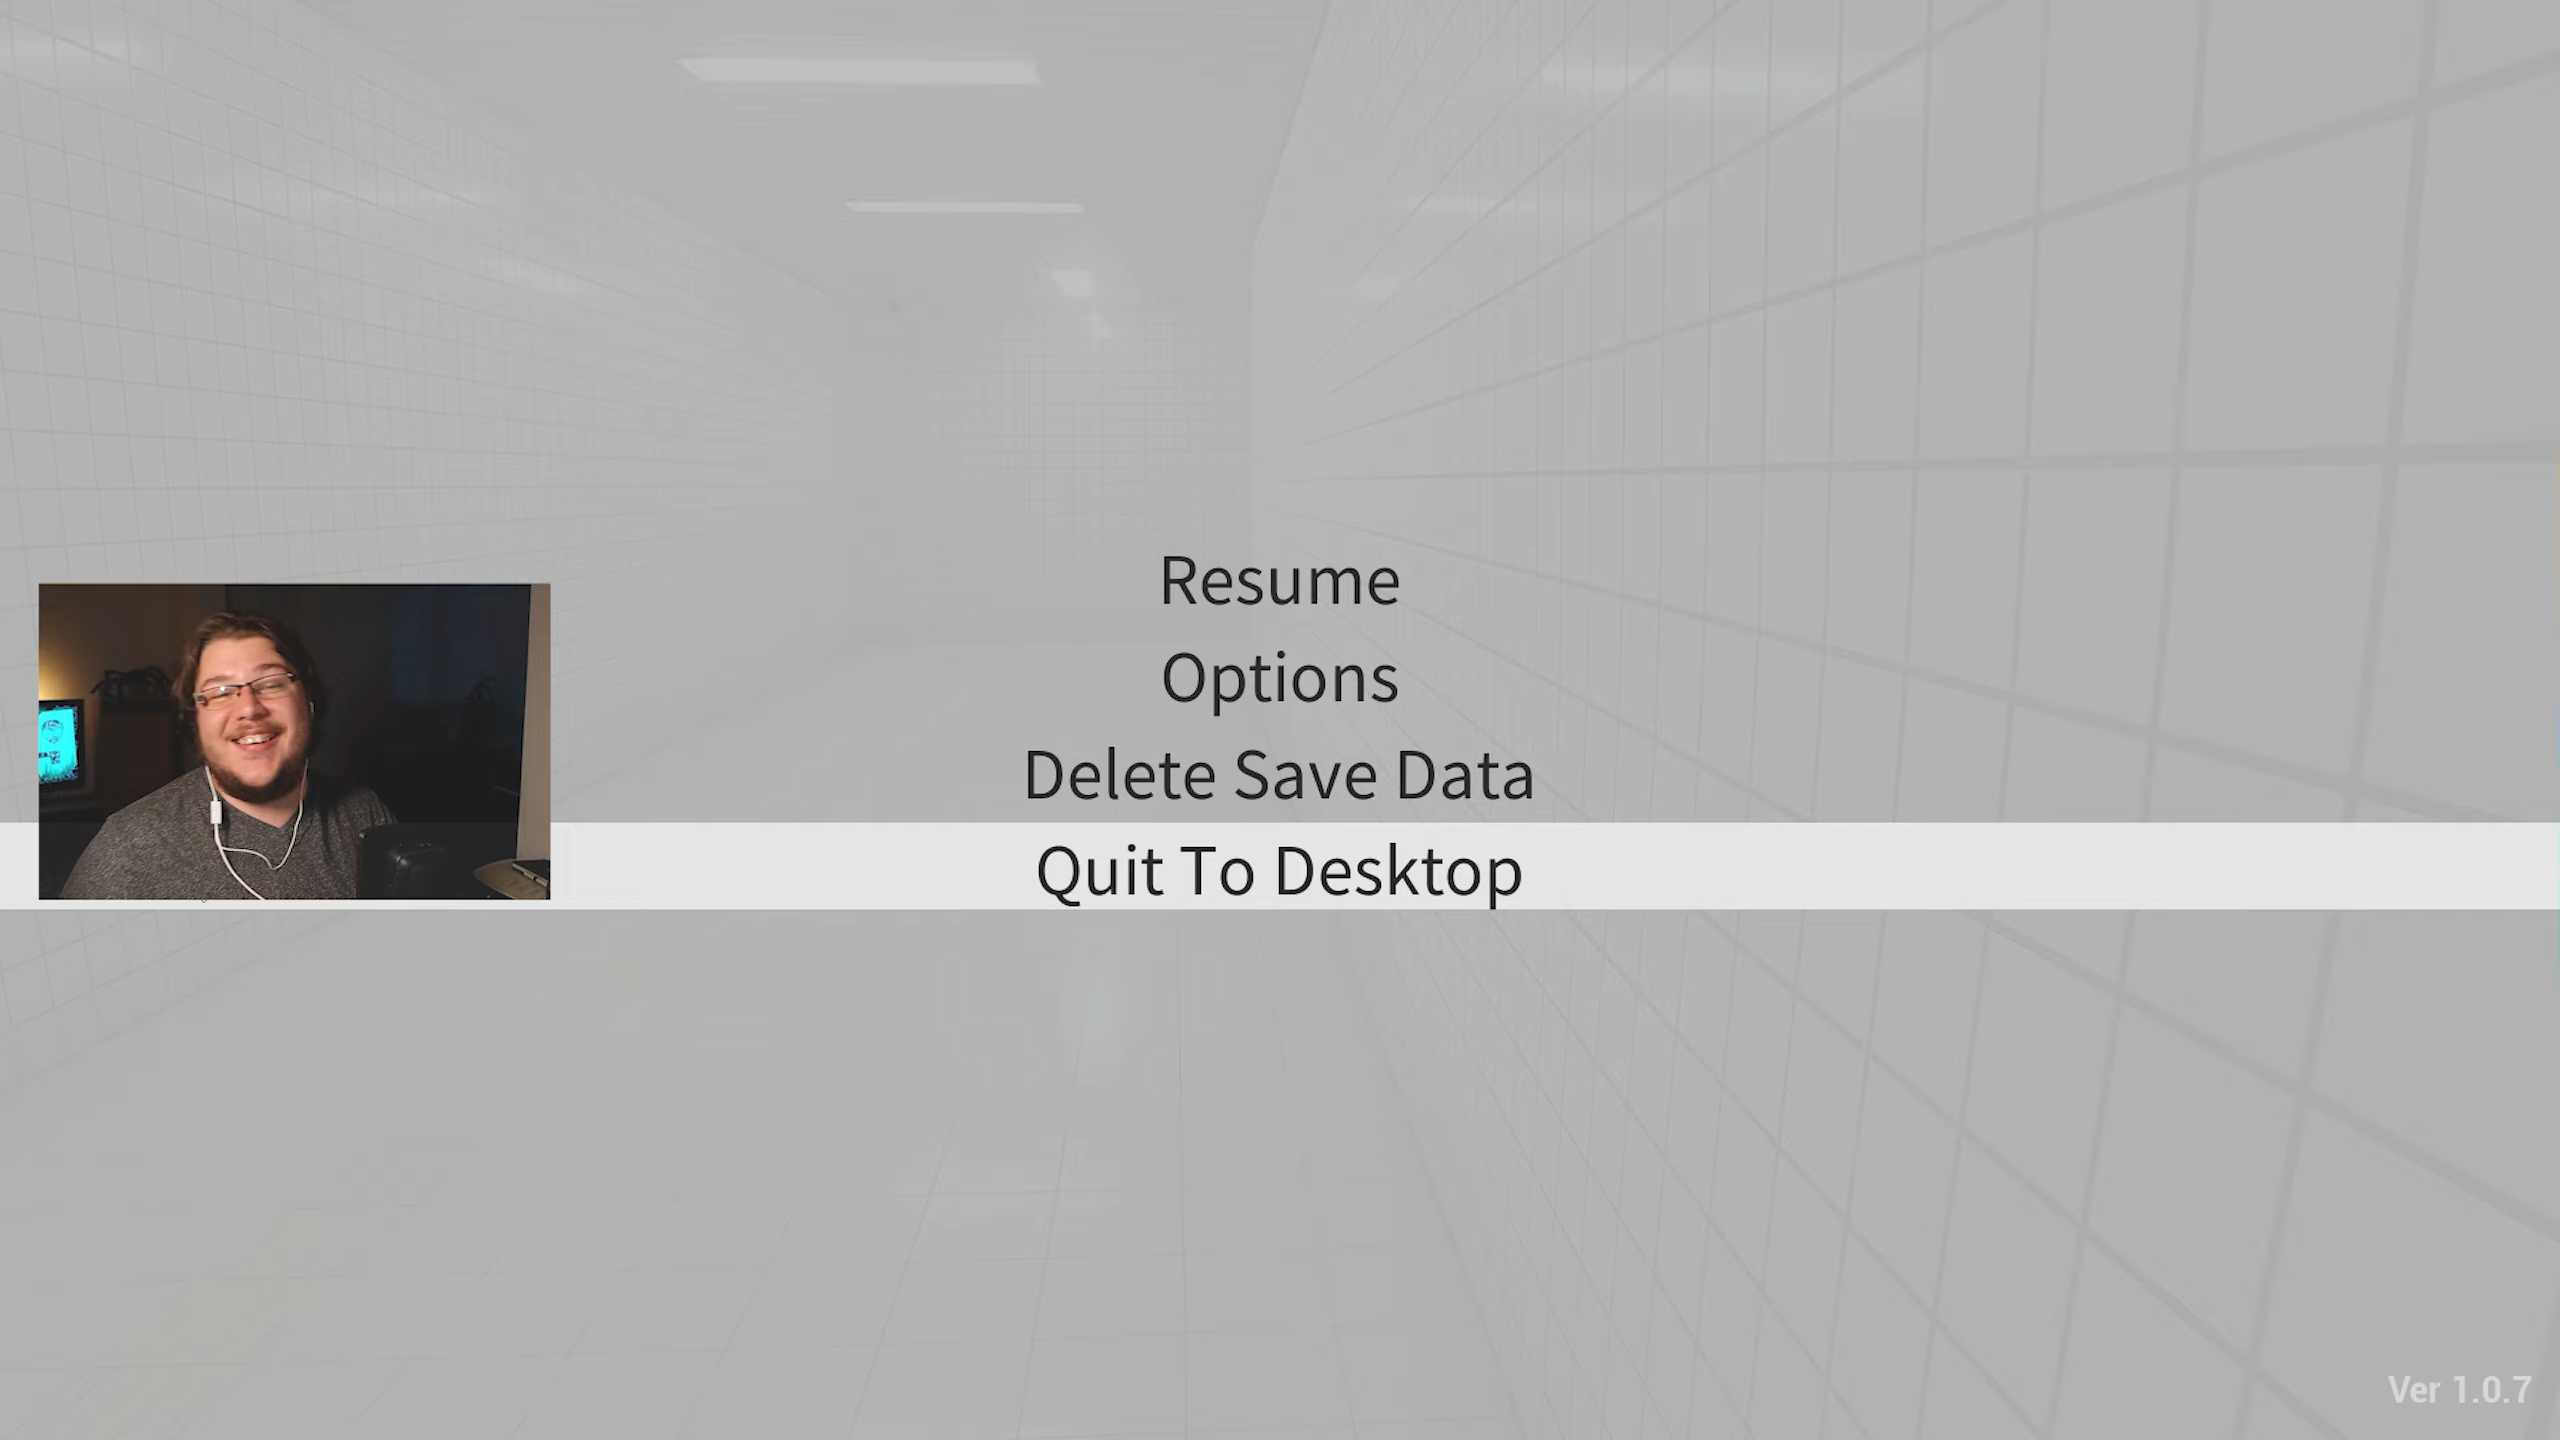 Resume
Options
Delete Save Data
Quit To Desktop
Ver 1.0.7